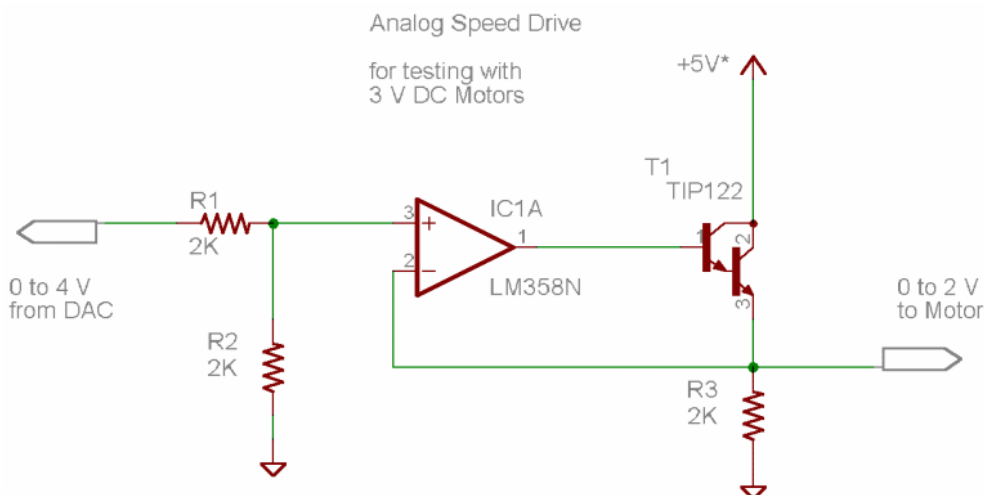 Analog Speed Drive
for testing with
3 V DC Motors
+5V*
T1
TIP122
R1
2K
3
+
IC1A
1
2
−
LM358N
1
2
3
0 to 4 V
from DAC
0 to 2 V
to Motor
R2
2K
R3
2K